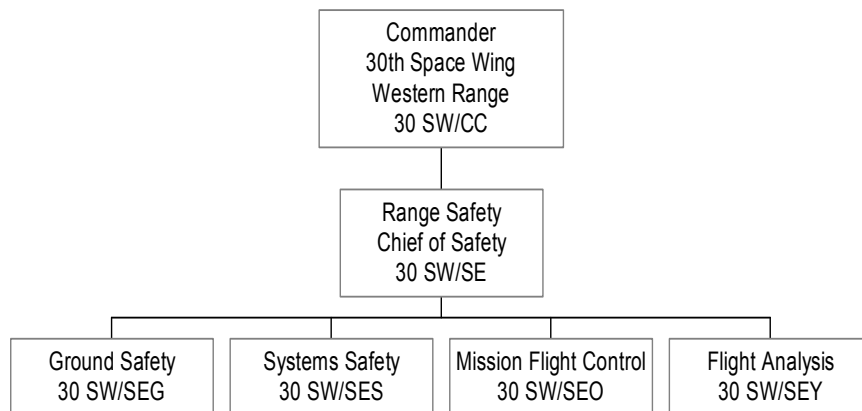 Commander
30th Space Wing
Western Range
30 SW/CC
Range Safety
Chief of Safety
30 SW/SE
Ground Safety
30 SW/SEG
Systems Safety
30 SW/SES
Mission Flight Control
30 SW/SEO
Flight Analysis
30 SW/SEY